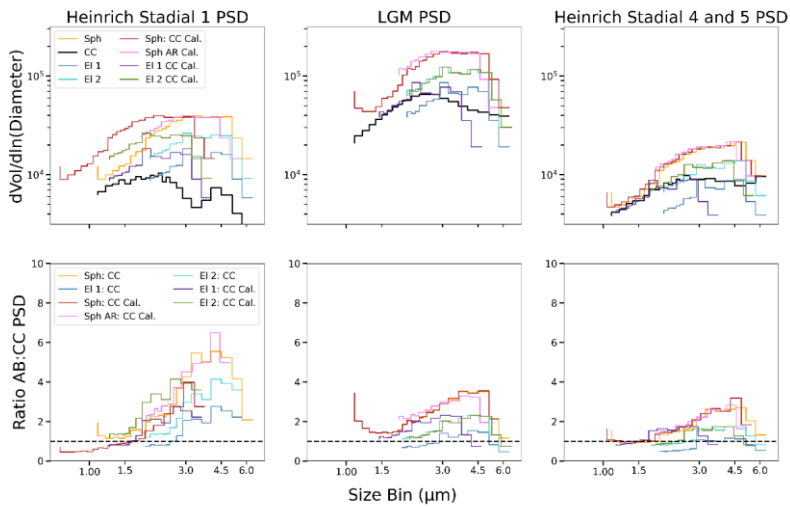 Heinrich Stadial 1 PSD
LGM PSD
Heinrich Stadial 4 and 5 PSD
dVol/dln(Diameter)
10⁵
10⁴
Sph
CC
El 1
El 2
Sph: CC Cal.
Sph AR Cal.
El 1 CC Cal.
El 2 CC Cal.
10⁵
10⁴
10⁵
10⁴
Ratio AB:CC PSD
10
8
6
4
2
0
Sph: CC
El 1: CC
Sph: CC Cal.
Sph AR: CC Cal.
El 2: CC
El 1: CC Cal.
El 2: CC Cal.
10
8
6
4
2
0
10
8
6
4
2
0
1.00 1.5 3.0 4.5 6.0
1.00 1.5 3.0 4.5 6.0
1.00 1.5 3.0 4.5 6.0
Size Bin (μm)